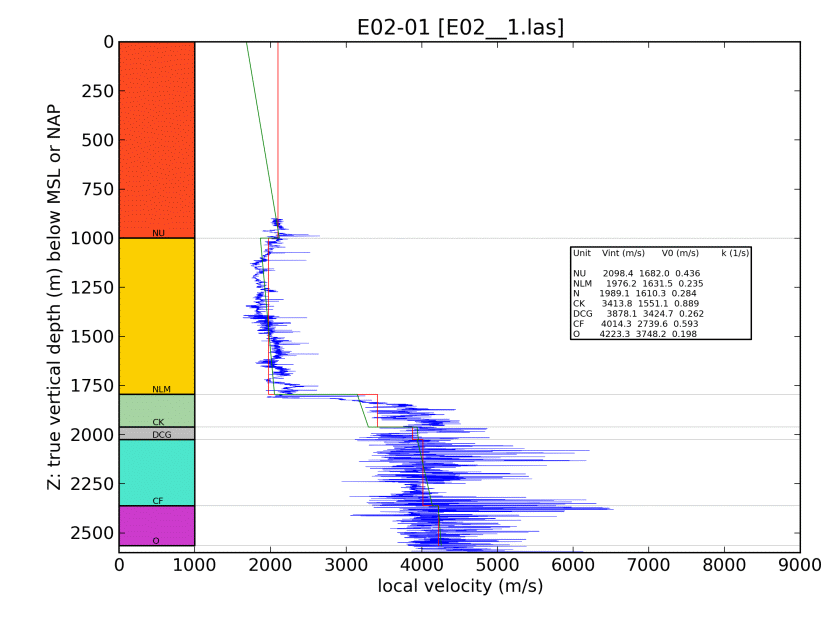 E02-01 [E02__1.las]
0
250
500
750
1000
1250
1500
1750
2000
2250
2500
Z: true vertical depth (m) below MSL or NAP
NU
NLM
CK
DCG
CF
O
Unit Vint (m/s) V0 (m/s) k (1/s)
NU 2098.4 1682.0 0.436
NLM 1976.2 1631.5 0.235
N 1989.1 1610.3 0.284
CK 3413.8 1551.1 0.889
DCG 3878.1 3424.7 0.262
CF 4014.3 2739.6 0.593
O 4223.3 3748.2 0.198
0 1000 2000 3000 4000 5000 6000 7000 8000 9000
local velocity (m/s)